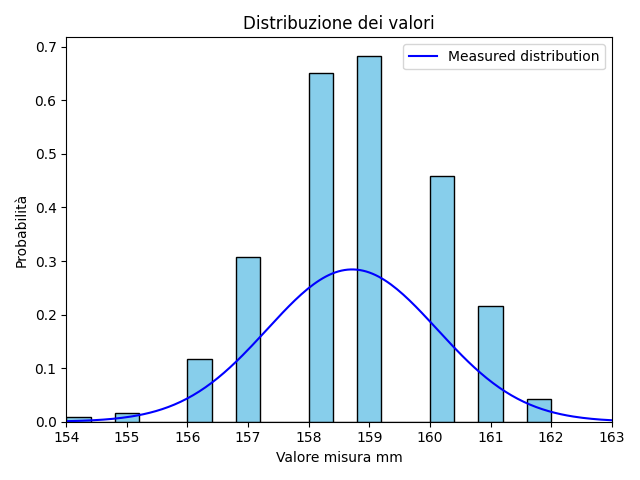 Distribuzione dei valori
Measured distribution
Probabilità
0.7
0.6
0.5
0.4
0.3
0.2
0.1
0.0
154 155 156 157 158 159 160 161 162 163
Valore misura mm